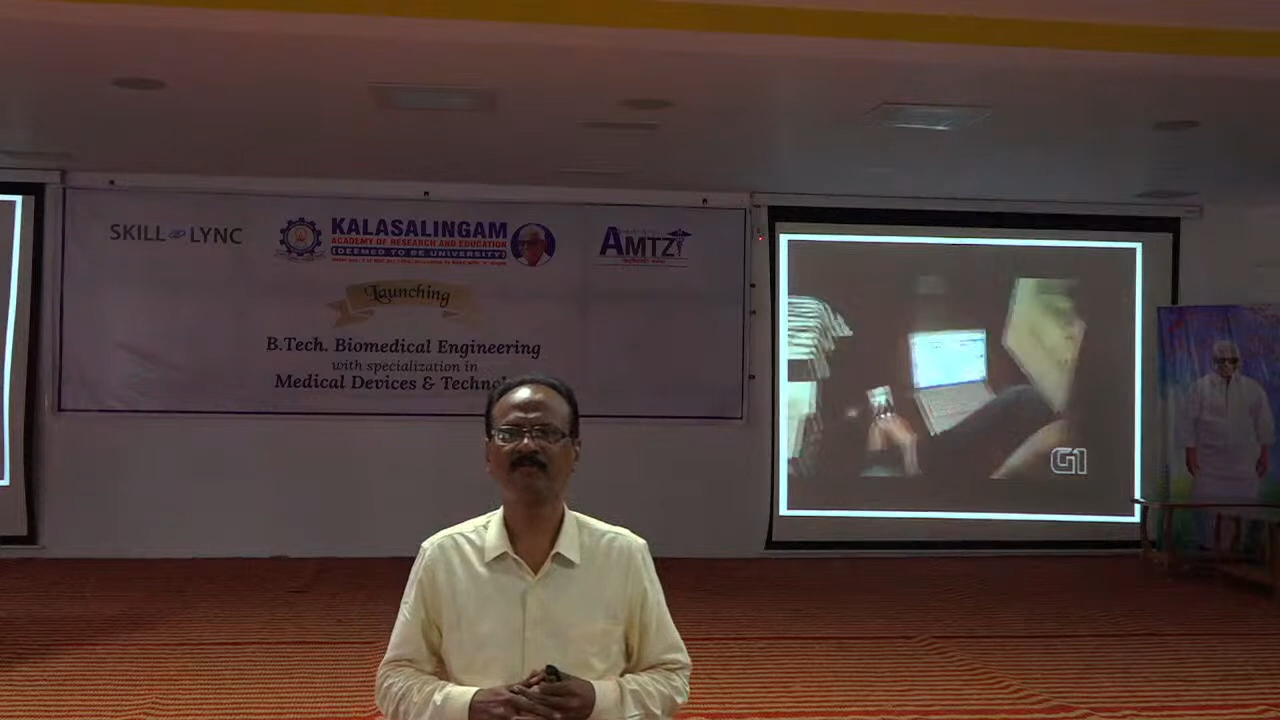 SKILL LYNC
KALASALINGAM
ACADEMY OF RESEARCH AND EDUCATION
(DEEMED TO BE UNIVERSITY)
AMTZ
Launching
B.Tech. Biomedical Engineering
with specialization in
Medical Devices & Techno
G1